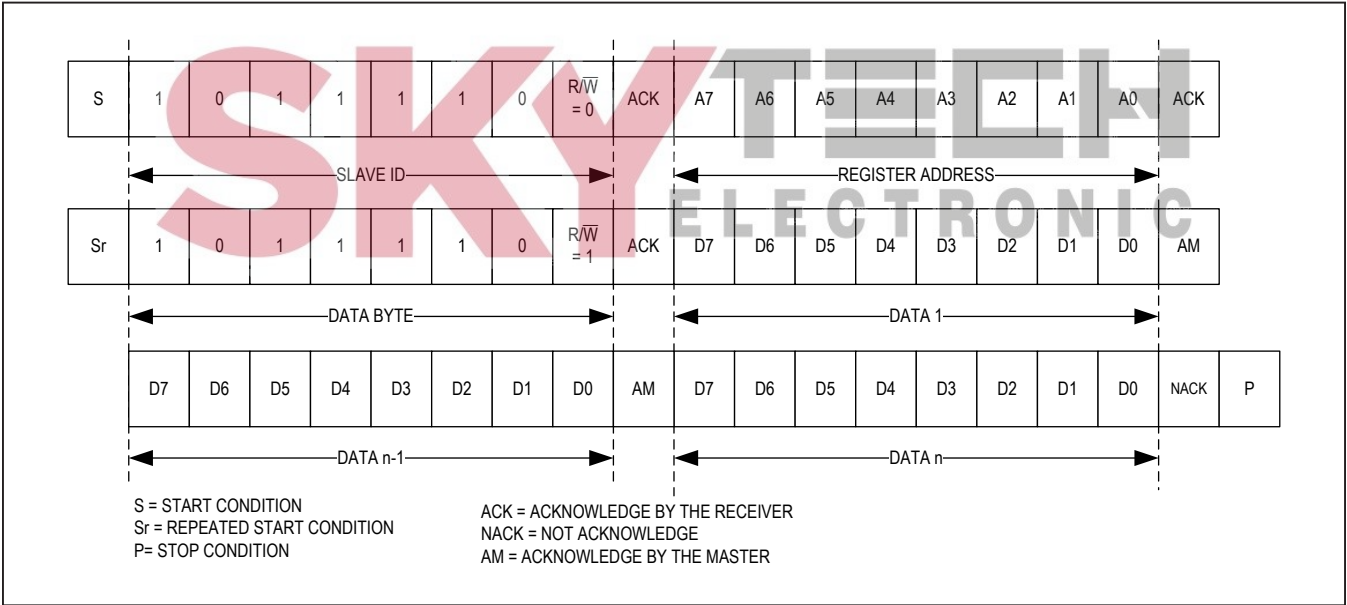 SKYTECH
ELECTRONIC
S 1 0 1 1 1 1 0 R/W̅ = 0 ACK A7 A6 A5 A4 A3 A2 A1 A0 ACK
SLAVE ID REGISTER ADDRESS
Sr 1 0 1 1 1 1 0 R/W̅ = 1 ACK D7 D6 D5 D4 D3 D2 D1 D0 AM
DATA BYTE DATA 1
D7 D6 D5 D4 D3 D2 D1 D0 AM D7 D6 D5 D4 D3 D2 D1 D0 NACK P
DATA n-1 DATA n
S = START CONDITION
Sr = REPEATED START CONDITION
P= STOP CONDITION
ACK = ACKNOWLEDGE BY THE RECEIVER
NACK = NOT ACKNOWLEDGE
AM = ACKNOWLEDGE BY THE MASTER